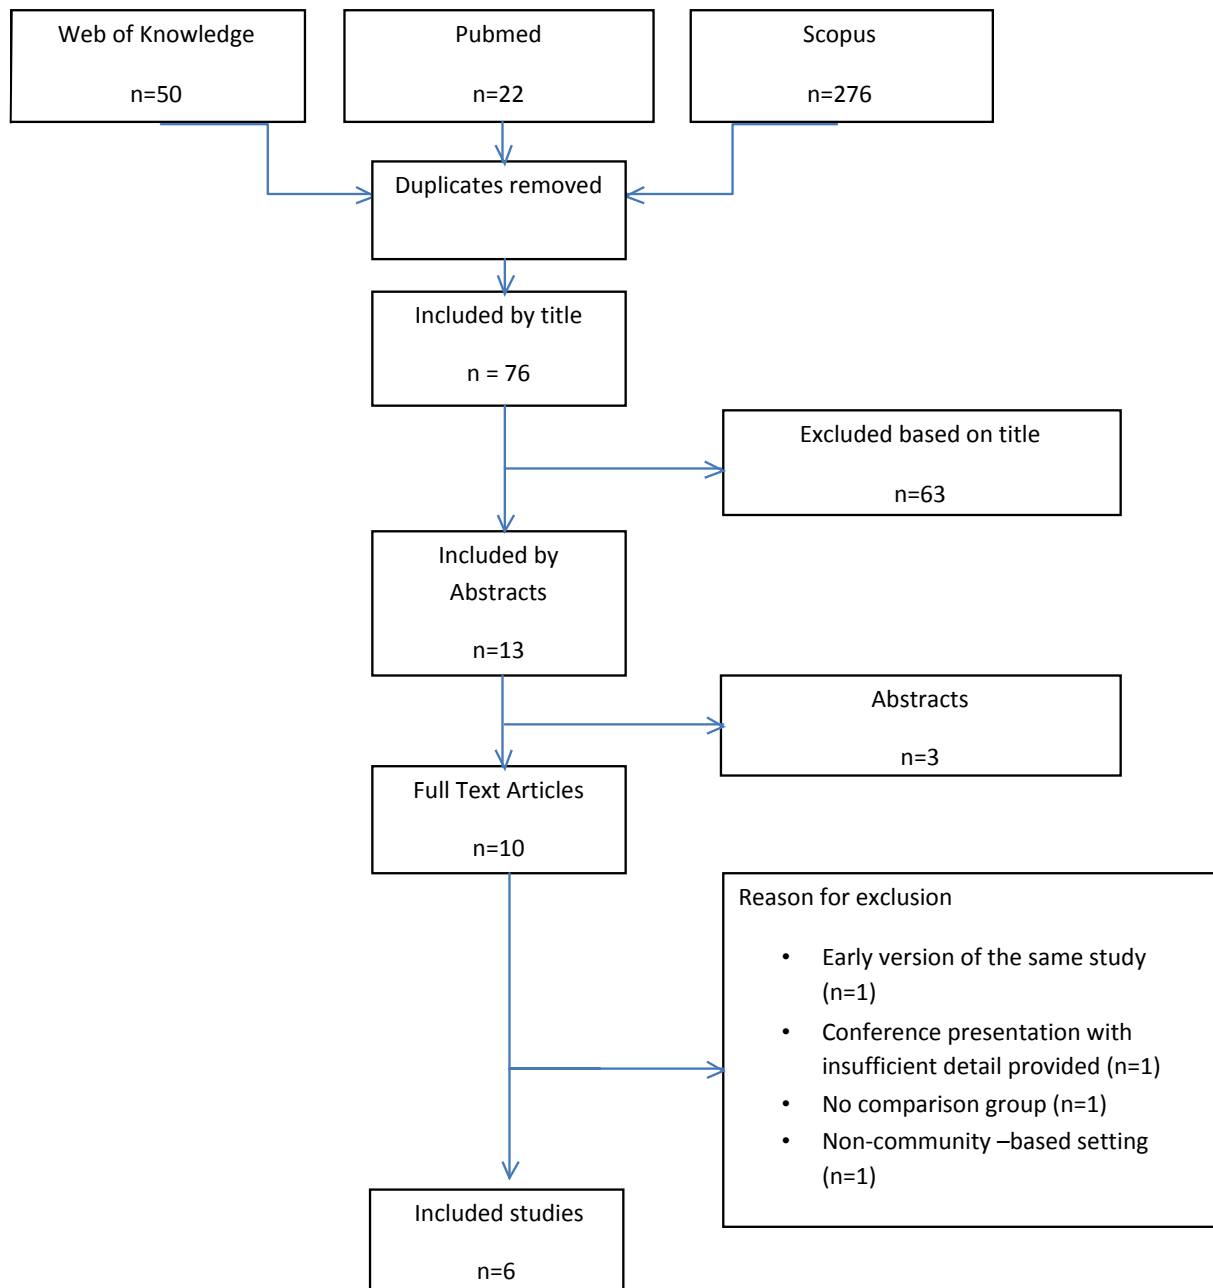 Web of Knowledge
n=50
Pubmed
n=22
Scopus
n=276
Duplicates removed
Included by title
n = 76
Excluded based on title
n=63
Included by
Abstracts
n=13
Abstracts
n=3
Full Text Articles
n=10
Reason for exclusion
• Early version of the same study
(n=1)
• Conference presentation with
insufficient detail provided (n=1)
• No comparison group (n=1)
• Non-community –based setting
(n=1)
Included studies
n=6